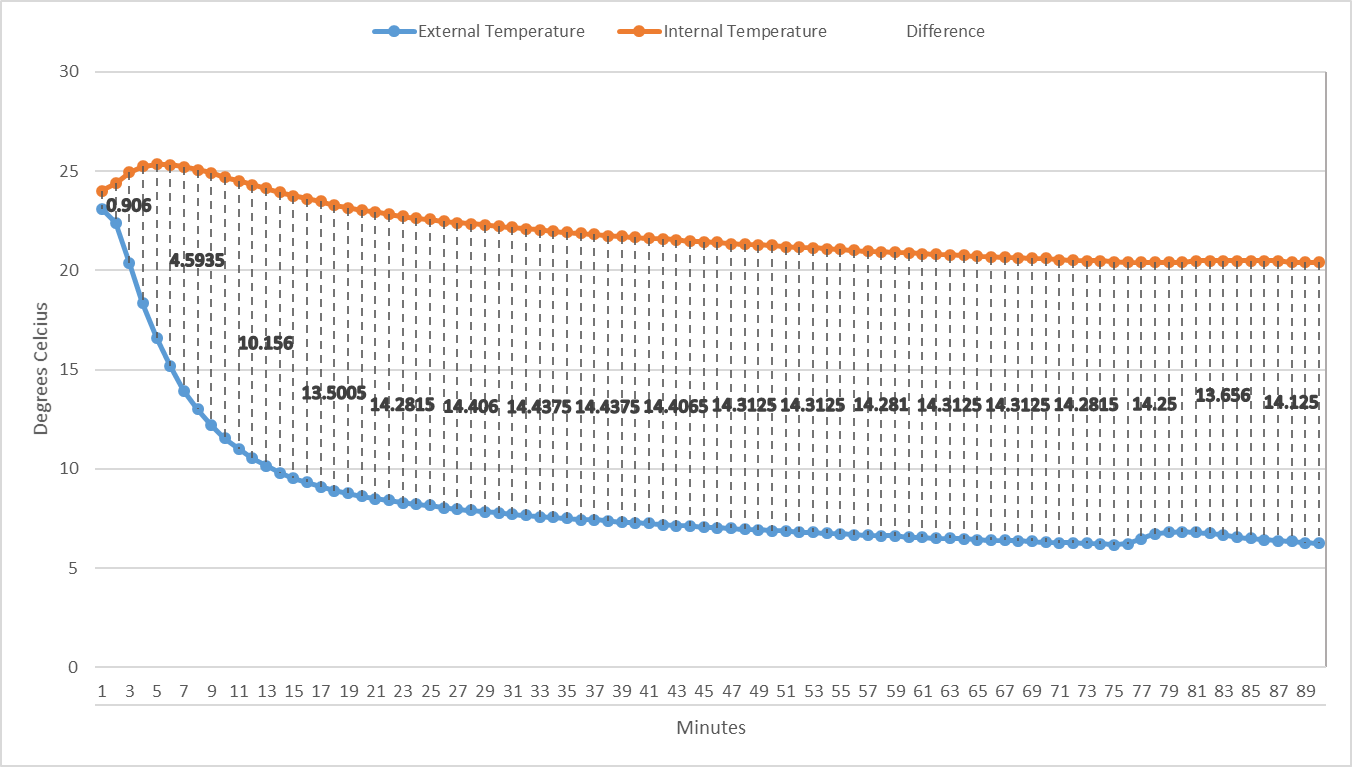 External Temperature Internal Temperature Difference
30
25
20
15
10
5
0
Degrees Celcius
0.906
4.5935
10.156
13.5005
14.2815 14.406 14.4375 14.4375 14.4065 14.3125 14.3125 14.281 14.3125 14.3125 14.2815 14.25 13.656 14.125
1 3 5 7 9 11 13 15 17 19 21 23 25 27 29 31 33 35 37 39 41 43 45 47 49 51 53 55 57 59 61 63 65 67 69 71 73 75 77 79 81 83 85 87 89
Minutes